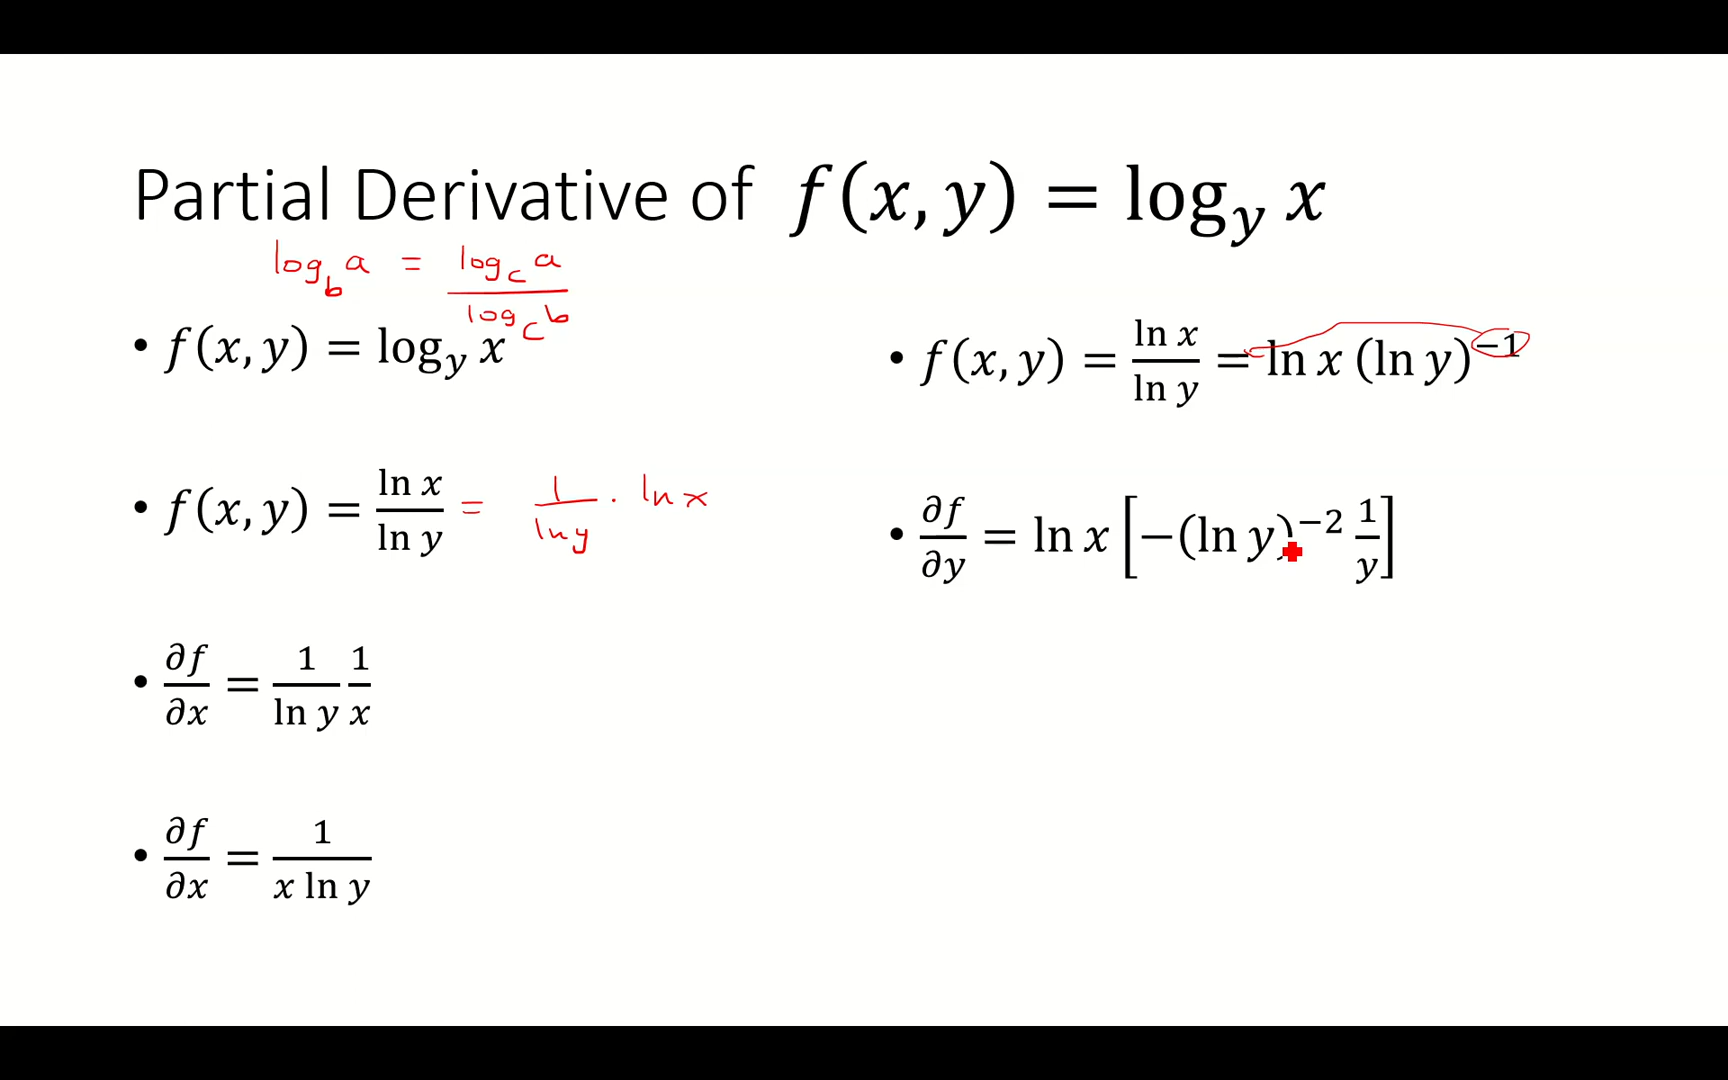 Partial Derivative of f(x, y) = log_y x
log_b a = log_c a / log_c b
• f(x, y) = log_y x
• f(x, y) = ln x / ln y = 1 / ln y · ln x
• ∂f/∂x = 1/ln y 1/x
• ∂f/∂x = 1 / x ln y
• f(x, y) = ln x / ln y = ln x (ln y)^−1
• ∂f/∂y = ln x [−(ln y)^−2 1/y]